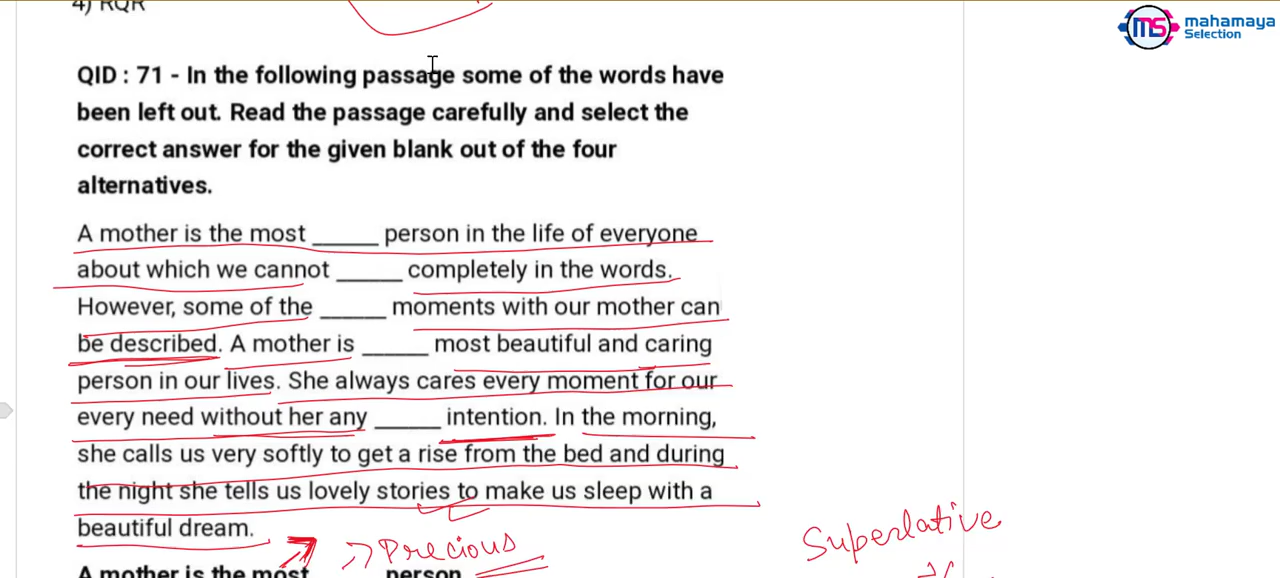 4) RQR
mahamaya
Selection
MS
QID : 71 - In the following passage some of the words have
been left out. Read the passage carefully and select the
correct answer for the given blank out of the four
alternatives.
A mother is the most _____ person in the life of everyone
about which we cannot _____ completely in the words.
However, some of the _____ moments with our mother can
be described. A mother is _____ most beautiful and caring
person in our lives. She always cares every moment for our
every need without her any _____ intention. In the morning,
she calls us very softly to get a rise from the bed and during
the night she tells us lovely stories to make us sleep with a
beautiful dream.
Superlative
Precious
A mother is the most person